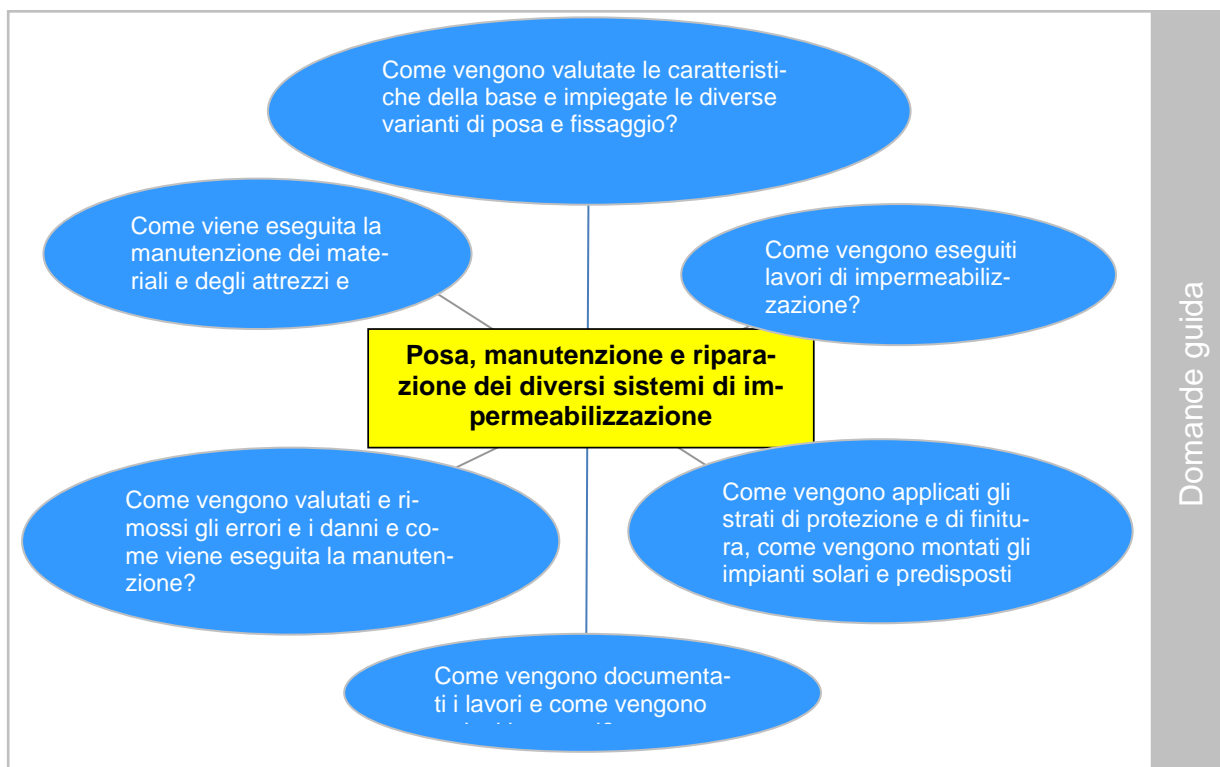 Come vengono valutate le caratteristi-
che della base e impiegate le diverse
varianti di posa e fissaggio?
Come viene eseguita la
manutenzione dei mate-
riali e degli attrezzi e
Come vengono eseguiti
lavori di impermeabiliz-
zazione?
Posa, manutenzione e ripara-
zione dei diversi sistemi di im-
permeabilizzazione
Come vengono valutati e ri-
mossi gli errori e i danni e co-
me viene eseguita la manuten-
zione?
Come vengono applicati gli
strati di protezione e di finitu-
ra, come vengono montati gli
impianti solari e predisposti
Come vengono documenta-
ti i lavori e come vengono
Domande guida